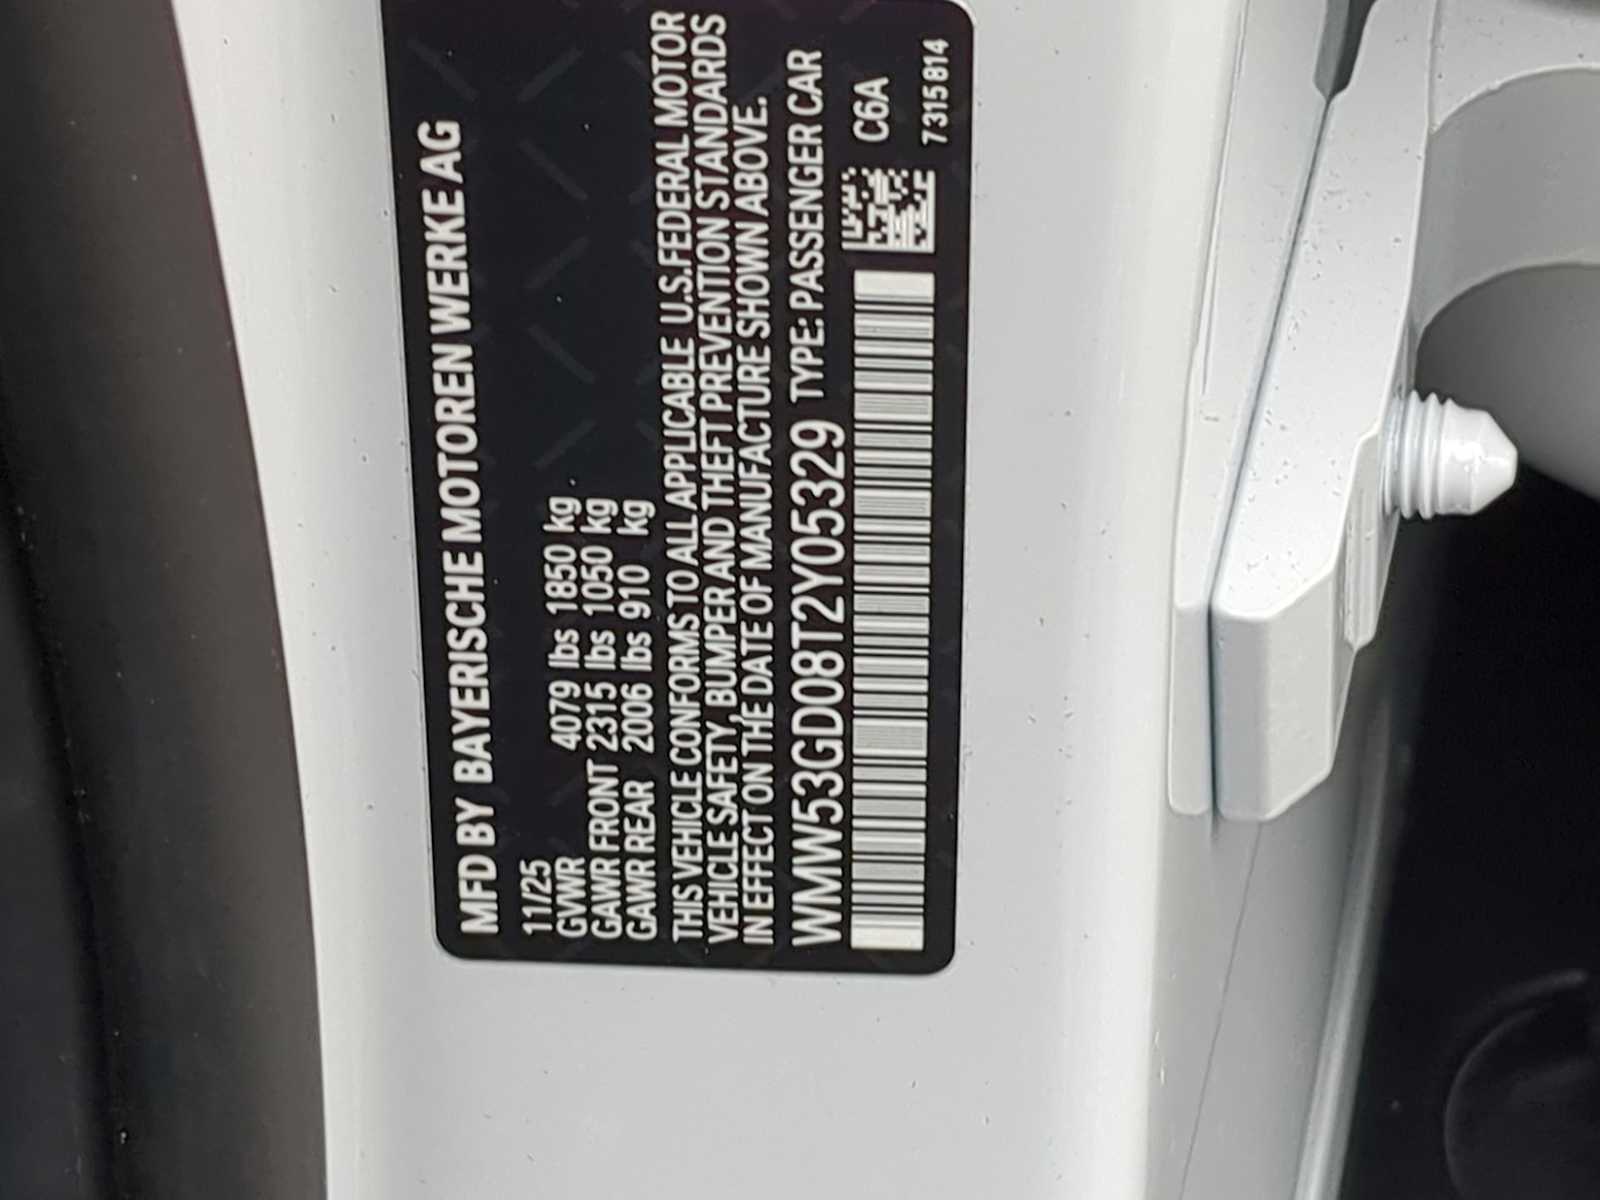 MFD BY BAYERISCHE MOTOREN WERKE AG
11/25
GVWR 4079 lbs 1850 kg
GAWR FRONT 2315 lbs 1050 kg
GAWR REAR 2006 lbs 910 kg
THIS VEHICLE CONFORMS TO ALL APPLICABLE U.S.FEDERAL MOTOR
VEHICLE SAFETY, BUMPER AND THEFT PREVENTION STANDARDS
IN EFFECT ON THE DATE OF MANUFACTURE SHOWN ABOVE.
WMW53GD08T2Y05329 TYPE: PASSENGER CAR
C6A
7315814